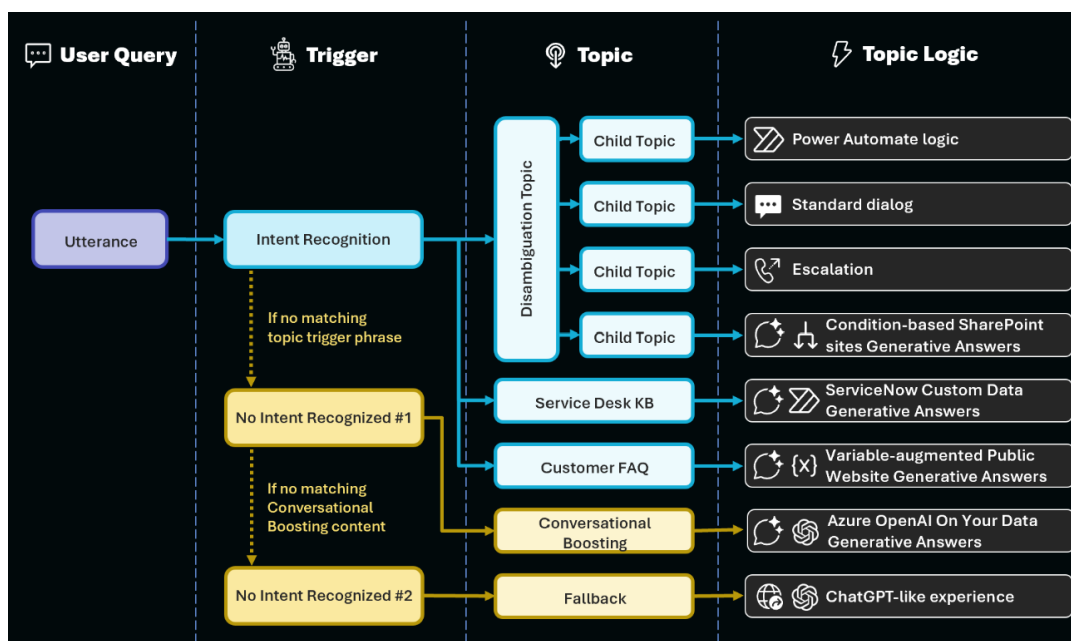 User Query
Trigger
Topic
Topic Logic
Utterance
Intent Recognition
If no matching
topic trigger phrase
No Intent Recognized #1
If no matching
Conversational
Boosting content
No Intent Recognized #2
Disambiguation Topic
Child Topic
Child Topic
Child Topic
Child Topic
Service Desk KB
Customer FAQ
Conversational
Boosting
Fallback
Power Automate logic
Standard dialog
Escalation
Condition-based SharePoint
sites Generative Answers
ServiceNow Custom Data
Generative Answers
{x}
Variable-augmented Public
Website Generative Answers
Azure OpenAI On Your Data
Generative Answers
ChatGPT-like experience